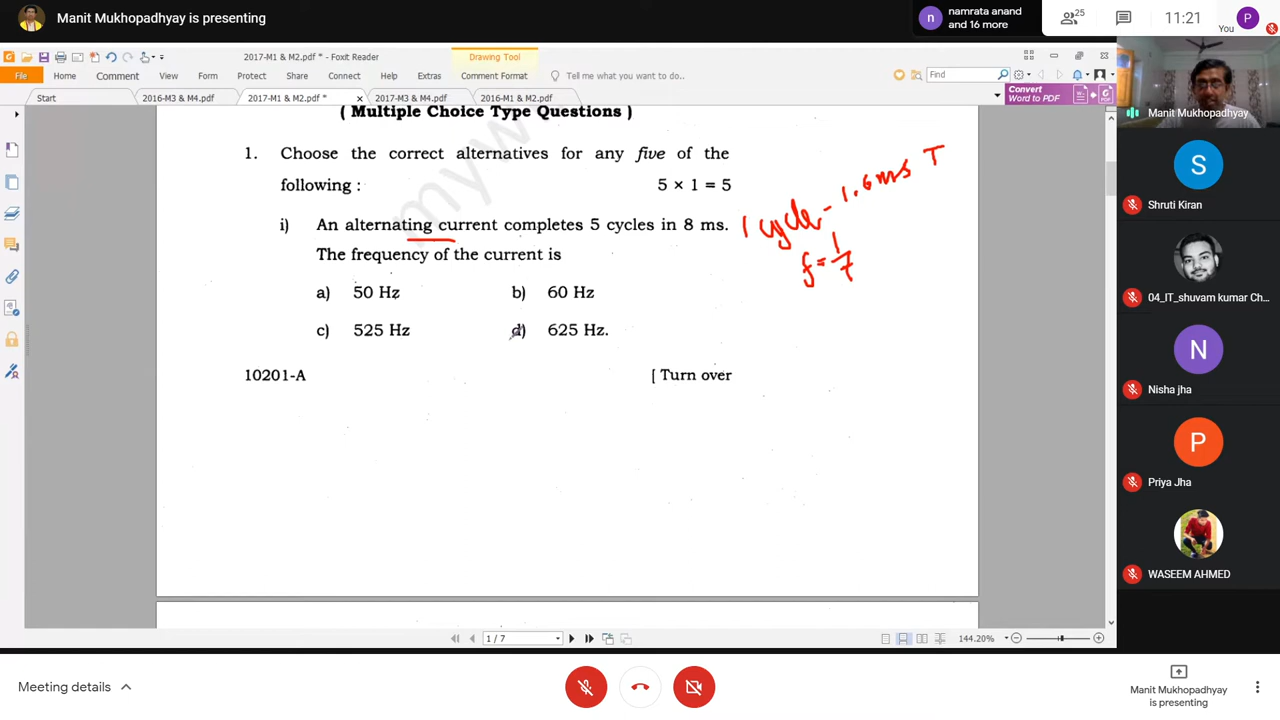 Manit Mukhopadhyay is presenting
n
namrata anand
and 16 more
25
11:21
You
P
2017-M1 & M2.pdf * - Foxit Reader
Drawing Tool
File
Home
Comment
View
Form
Protect
Share
Connect
Help
Extras
Comment Format
Tell me what you want to do..
Find
Start
2016-M3 & M4.pdf
2017-M1 & M2.pdf *
2017-M3 & M4.pdf
2016-M1 & M2.pdf
Convert
Word to PDF
( Multiple Choice Type Questions )
1. Choose the correct alternatives for any five of the
following : 5 × 1 = 5
i) An alternating current completes 5 cycles in 8 ms.
The frequency of the current is
a) 50 Hz b) 60 Hz
c) 525 Hz d) 625 Hz.
10201-A [ Turn over
1 cycle - 1.6 ms T
f = 1/T
myw
1 / 7
144.20%
Manit Mukhopadhyay
S
Shruti Kiran
04_IT_shuvam kumar Ch...
N
Nisha jha
P
Priya Jha
WASEEM AHMED
Meeting details
Manit Mukhopadhyay
is presenting